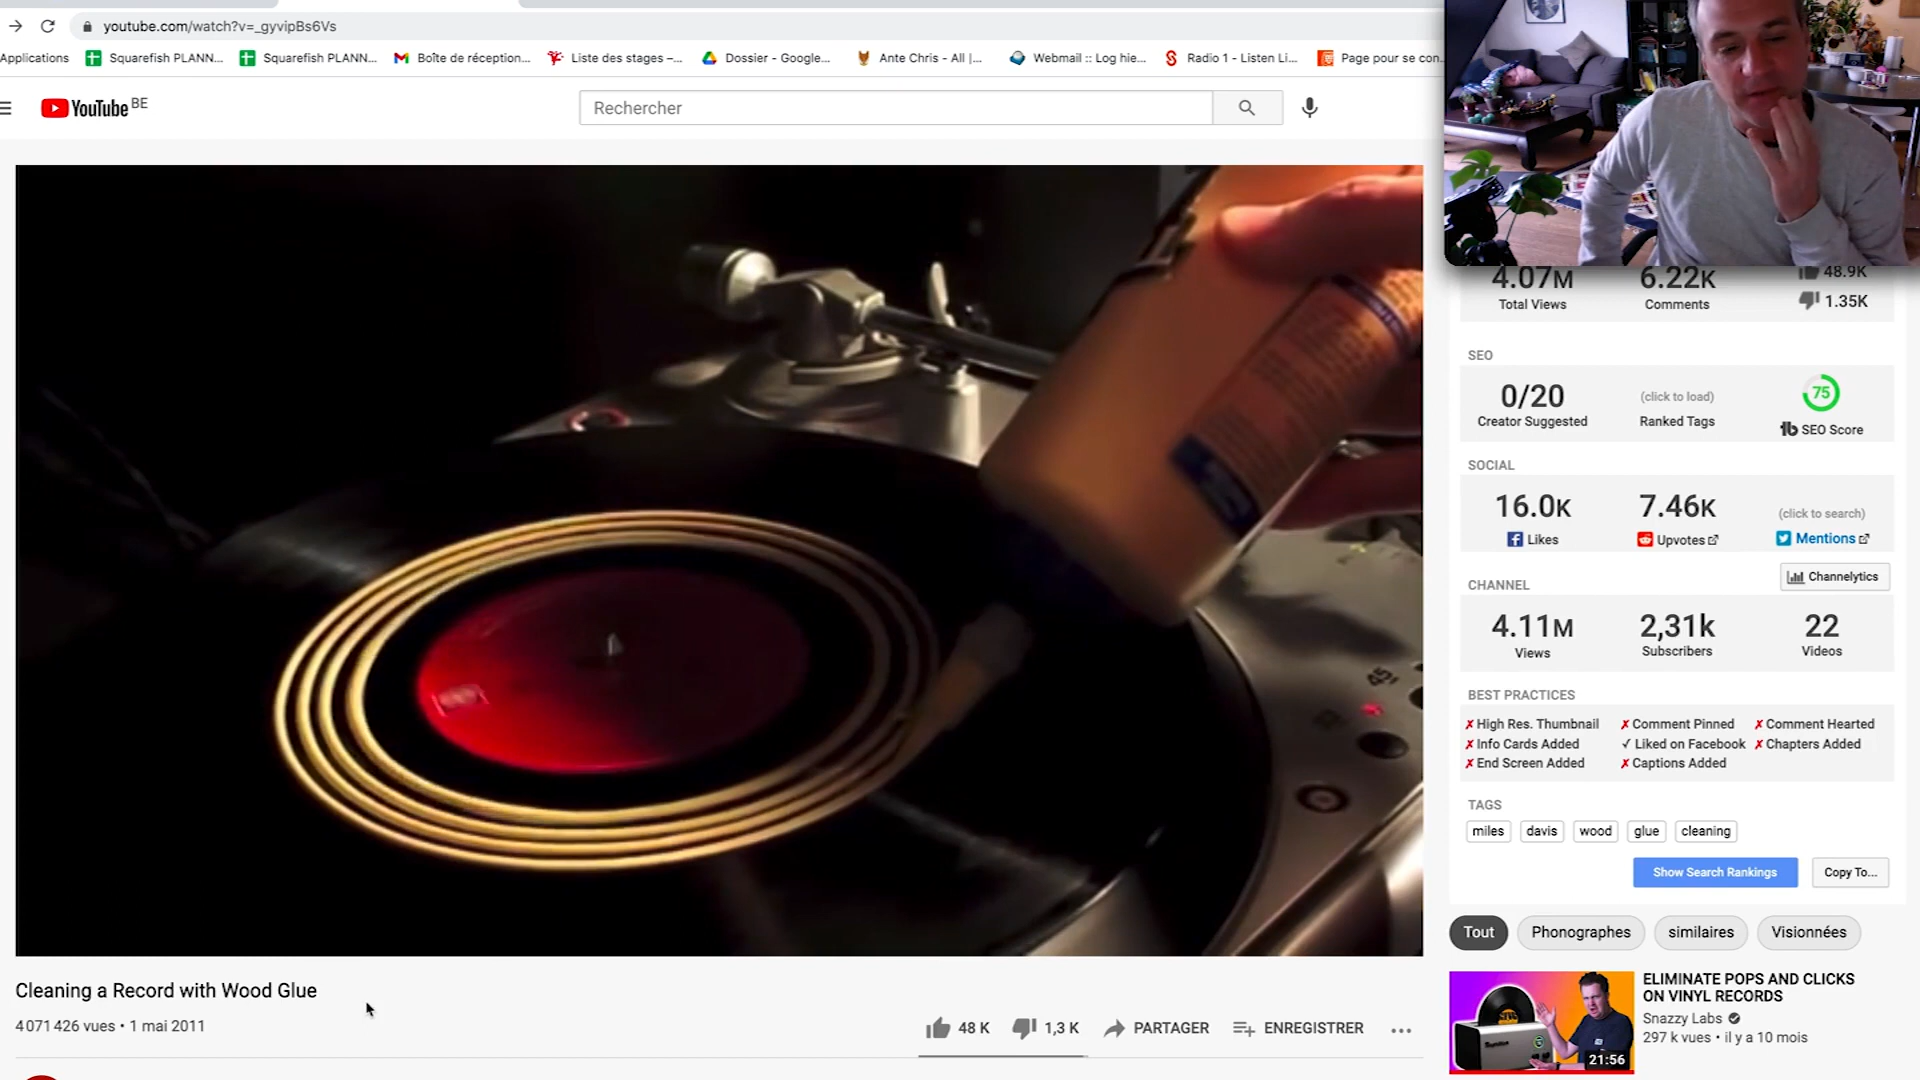 youtube.com/watch?v=_gyvipBs6Vs
Applications
Squarefish PLANN...
Squarefish PLANN...
Boîte de réception...
Liste des stages –...
Dossier - Google...
Ante Chris - All |...
Webmail :: Log hie...
Radio 1 - Listen Li...
Page pour se con...
YouTube BE
Rechercher
4.07M
Total Views
6.22K
Comments
48.9K
1.35K
SEO
0/20
Creator Suggested
(click to load)
Ranked Tags
75
tb SEO Score
SOCIAL
16.0K
Likes
7.46K
Upvotes
(click to search)
Mentions
CHANNEL
Channelytics
4.11M
Views
2,31k
Subscribers
22
Videos
BEST PRACTICES
✗ High Res. Thumbnail
✗ Comment Pinned
✗ Comment Hearted
✗ Info Cards Added
✓ Liked on Facebook
✗ Chapters Added
✗ End Screen Added
✗ Captions Added
TAGS
miles
davis
wood
glue
cleaning
Show Search Rankings
Copy To...
Tout
Phonographes
similaires
Visionnées
Cleaning a Record with Wood Glue
4 071 426 vues • 1 mai 2011
48 K
1,3 K
PARTAGER
ENREGISTRER
21:56
ELIMINATE POPS AND CLICKS
ON VINYL RECORDS
Snazzy Labs
297 k vues • il y a 10 mois